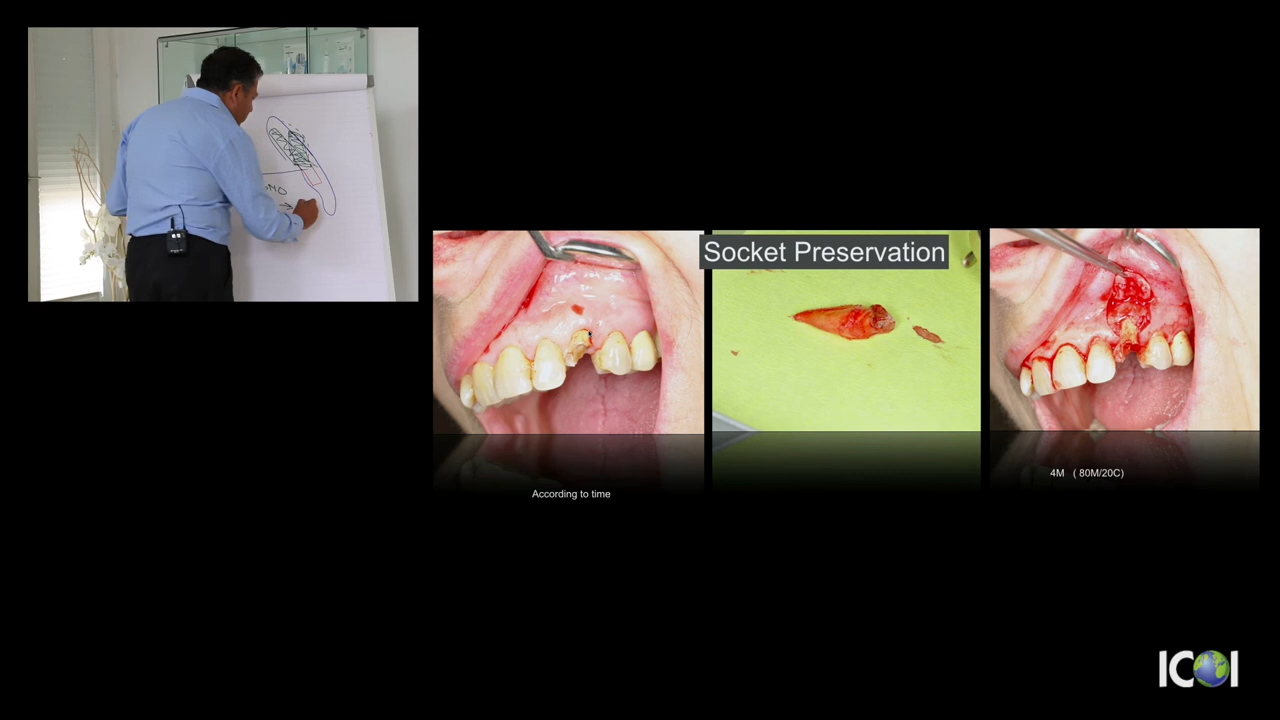 Socket Preservation
According to time
4M ( 80M/20C)
ICOI